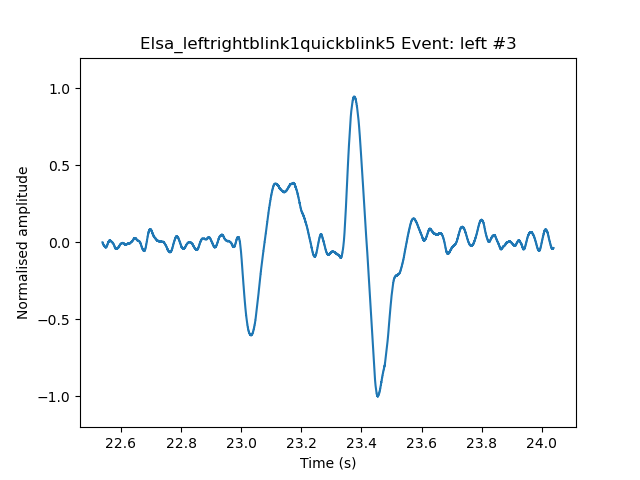 Elsa_leftrightblink1quickblink5 Event: left #3
Normalised amplitude
1.0
0.5
0.0
−0.5
−1.0
22.6 22.8 23.0 23.2 23.4 23.6 23.8 24.0
Time (s)